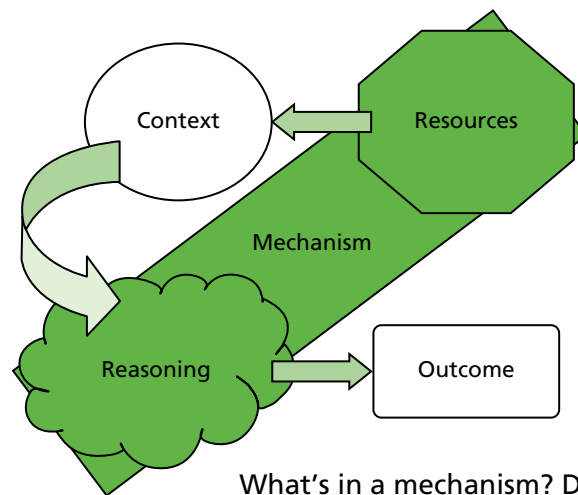 Context
Resources
Mechanism
Reasoning
Outcome
What's in a mechanism? D